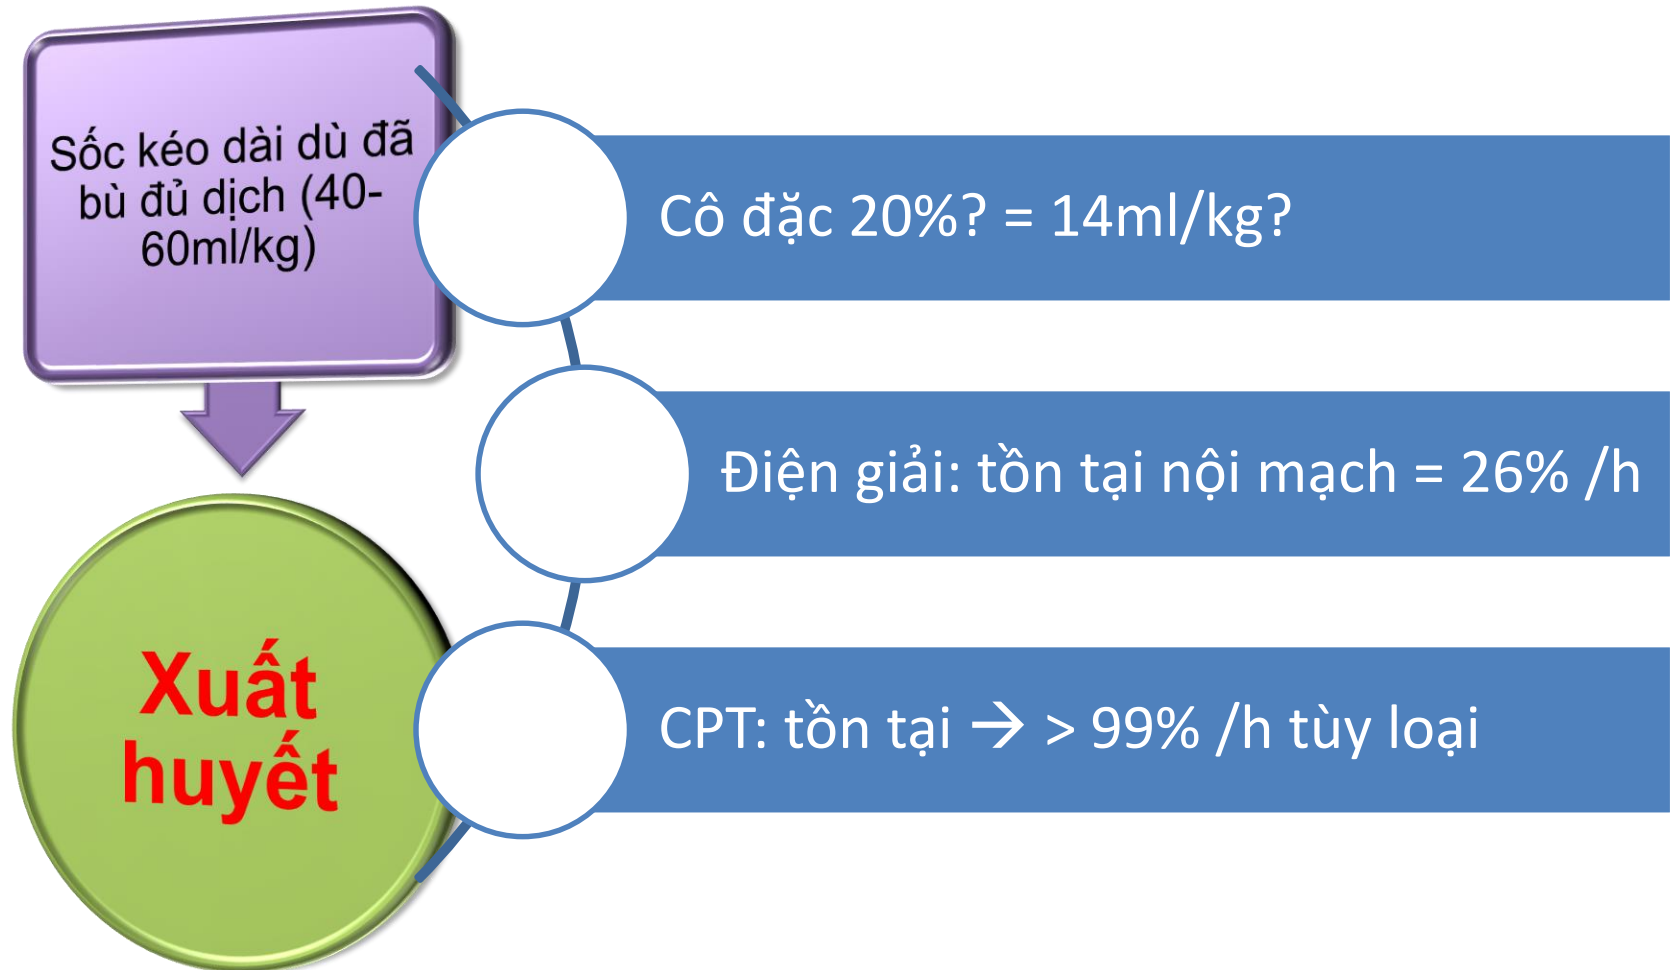 Sốc kéo dài dù đã
bù đủ dịch (40-
60ml/kg)
Xuất
huyết
Cô đặc 20%? = 14ml/kg?
Điện giải: tồn tại nội mạch = 26% /h
CPT: tồn tại → > 99% /h tùy loại